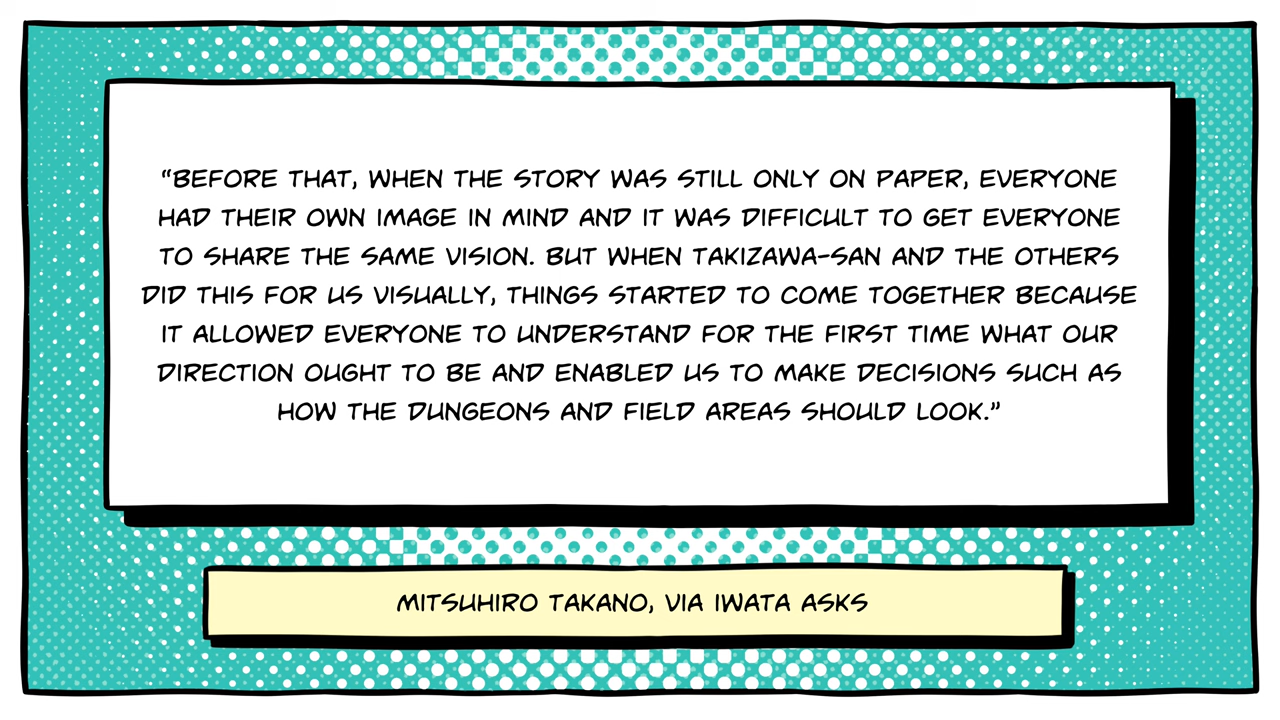 “BEFORE THAT, WHEN THE STORY WAS STILL ONLY ON PAPER, EVERYONE
HAD THEIR OWN IMAGE IN MIND AND IT WAS DIFFICULT TO GET EVERYONE
TO SHARE THE SAME VISION. BUT WHEN TAKIZAWA-SAN AND THE OTHERS
DID THIS FOR US VISUALLY, THINGS STARTED TO COME TOGETHER BECAUSE
IT ALLOWED EVERYONE TO UNDERSTAND FOR THE FIRST TIME WHAT OUR
DIRECTION OUGHT TO BE AND ENABLED US TO MAKE DECISIONS SUCH AS
HOW THE DUNGEONS AND FIELD AREAS SHOULD LOOK.”
MITSUHIRO TAKANO, VIA IWATA ASKS